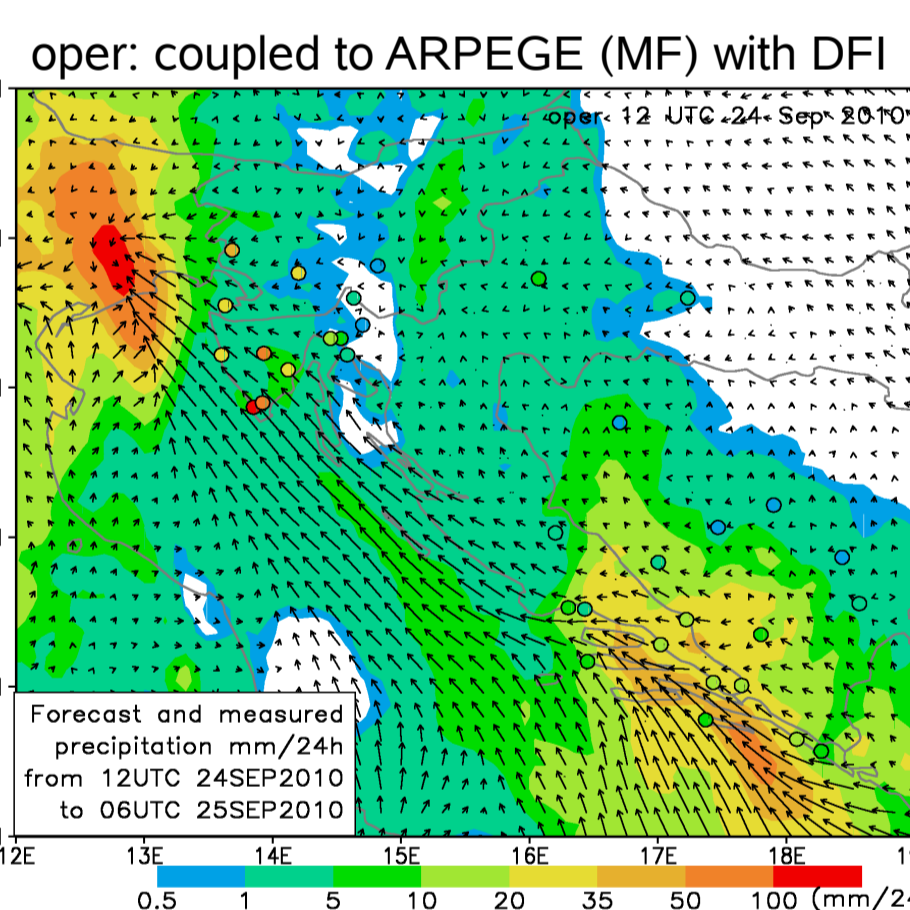 oper: coupled to ARPEGE (MF) with DFI
oper 12 UTC 24 Sep 2010
Forecast and measured
precipitation mm/24h
from 12UTC 24SEP2010
to 06UTC 25SEP2010
12E 13E 14E 15E 16E 17E 18E
0.5 1 5 10 20 35 50 100 (mm/24